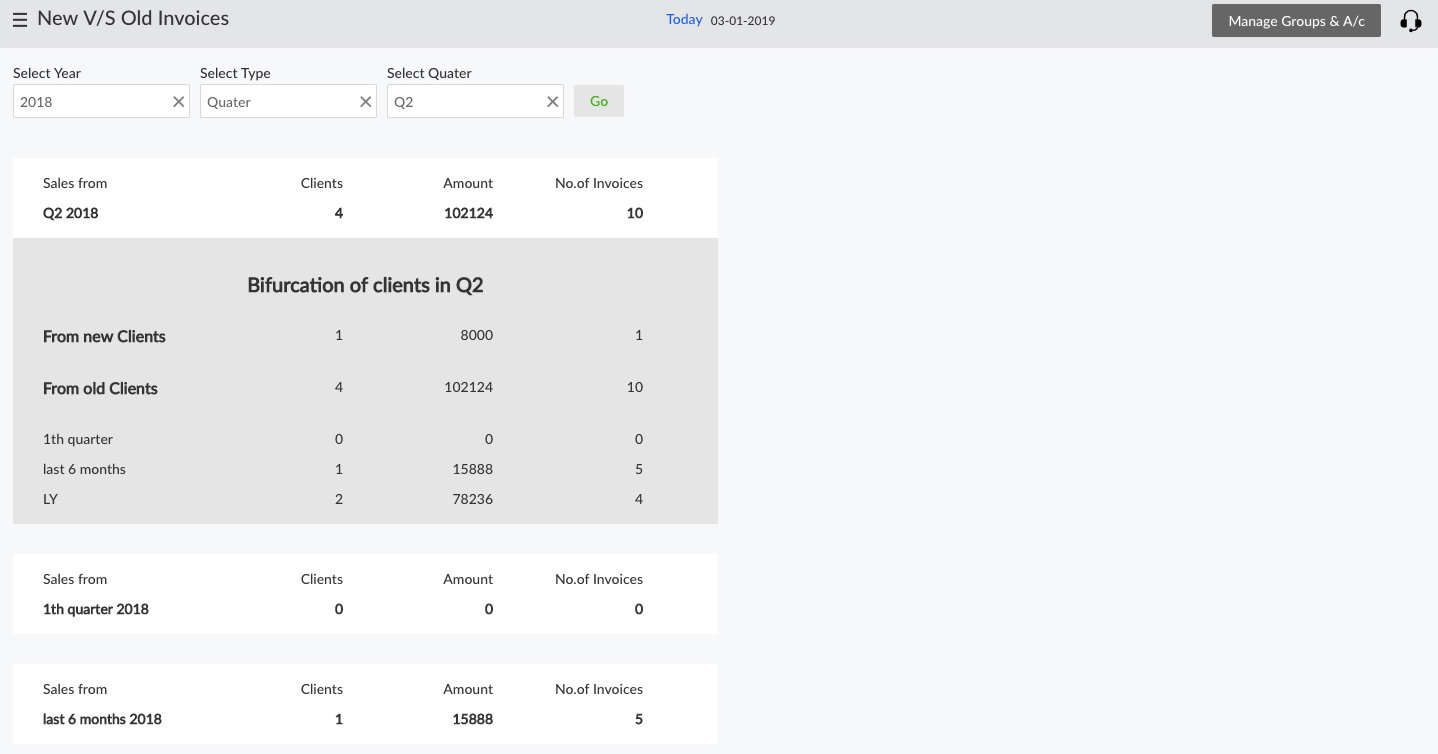 New V/S Old Invoices Today 03-01-2019 Manage Groups & A/c
Select Year Select Type Select Quater
2018 Quater Q2 Go
Sales from Clients Amount No.of Invoices
Q2 2018 4 102124 10
Bifurcation of clients in Q2
From new Clients 1 8000 1
From old Clients 4 102124 10
1th quarter 0 0 0
last 6 months 1 15888 5
LY 2 78236 4
Sales from Clients Amount No.of Invoices
1th quarter 2018 0 0 0
Sales from Clients Amount No.of Invoices
last 6 months 2018 1 15888 5